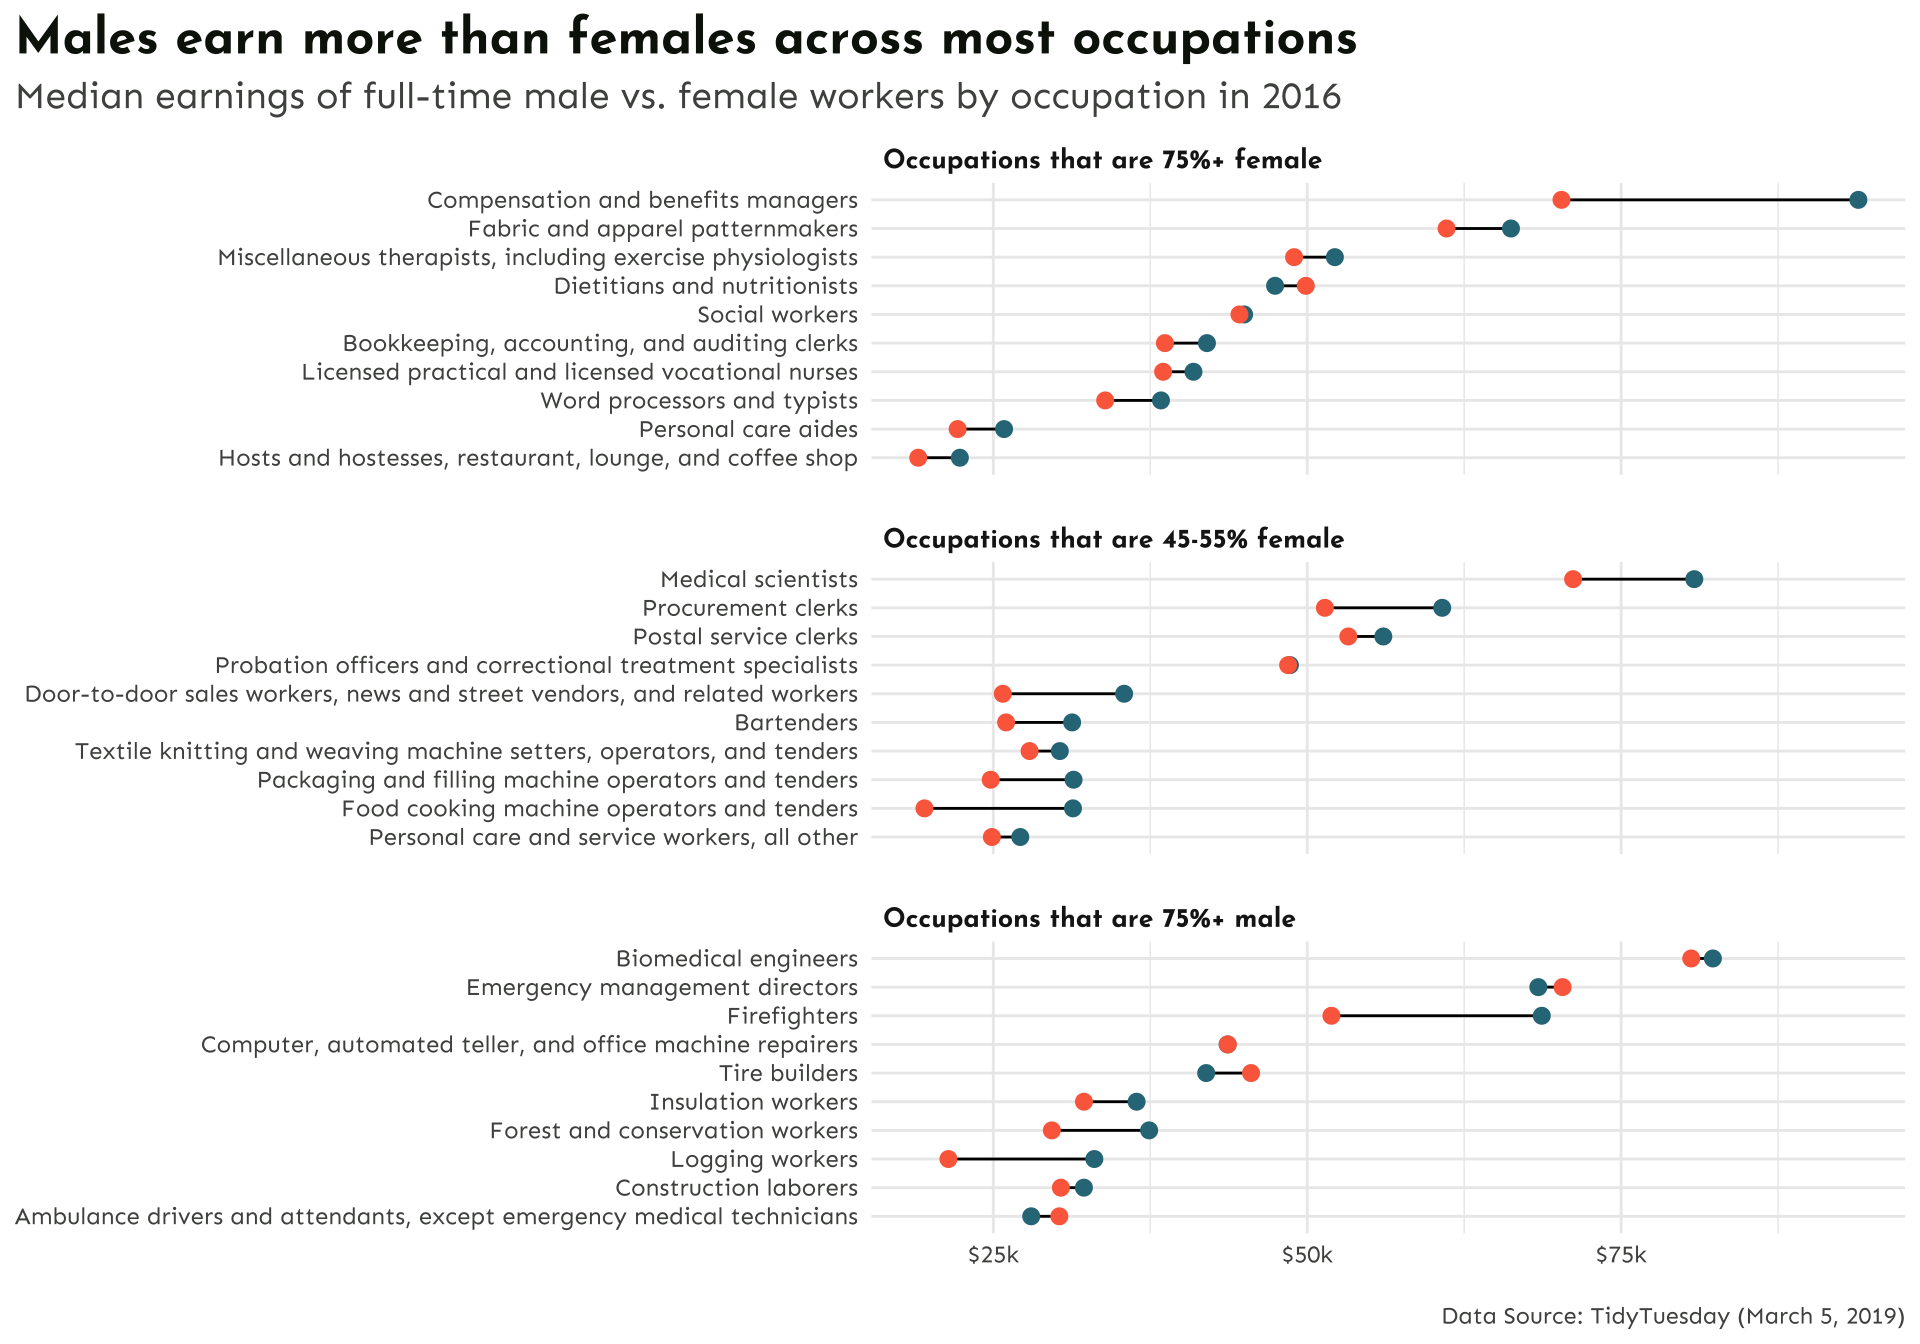 Males earn more than females across most occupations
Median earnings of full-time male vs. female workers by occupation in 2016
Occupations that are 75%+ female
Compensation and benefits managers
Fabric and apparel patternmakers
Miscellaneous therapists, including exercise physiologists
Dietitians and nutritionists
Social workers
Bookkeeping, accounting, and auditing clerks
Licensed practical and licensed vocational nurses
Word processors and typists
Personal care aides
Hosts and hostesses, restaurant, lounge, and coffee shop
Occupations that are 45-55% female
Medical scientists
Procurement clerks
Postal service clerks
Probation officers and correctional treatment specialists
Door-to-door sales workers, news and street vendors, and related workers
Bartenders
Textile knitting and weaving machine setters, operators, and tenders
Packaging and filling machine operators and tenders
Food cooking machine operators and tenders
Personal care and service workers, all other
Occupations that are 75%+ male
Biomedical engineers
Emergency management directors
Firefighters
Computer, automated teller, and office machine repairers
Tire builders
Insulation workers
Forest and conservation workers
Logging workers
Construction laborers
Ambulance drivers and attendants, except emergency medical technicians
$25k $50k $75k
Data Source: TidyTuesday (March 5, 2019)